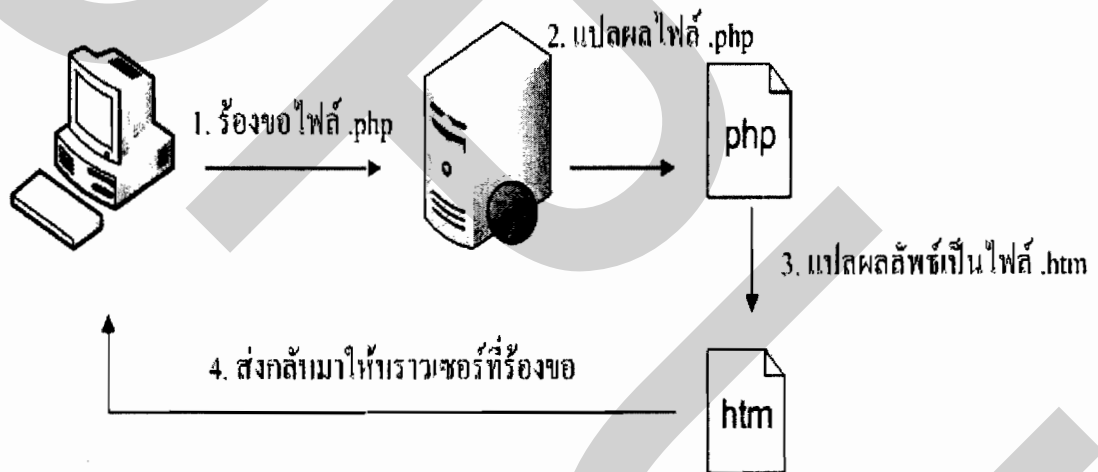 2. แปลผลไฟล์ .php
1. ร้องขอไฟล์ .php
php
3. แปลผลลัพธ์เป็นไฟล์ .htm
4. ส่งกลับมาให้บราวเซอร์ที่ร้องขอ
htm